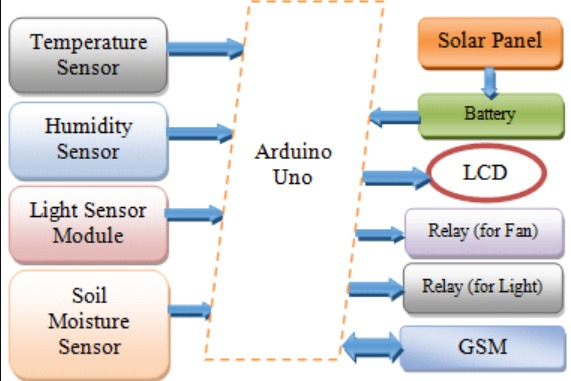 Temperature
Sensor
Humidity
Sensor
Light Sensor
Module
Soil
Moisture
Sensor
Arduino
Uno
Solar Panel
Battery
LCD
Relay (for Fan)
Relay (for Light)
GSM